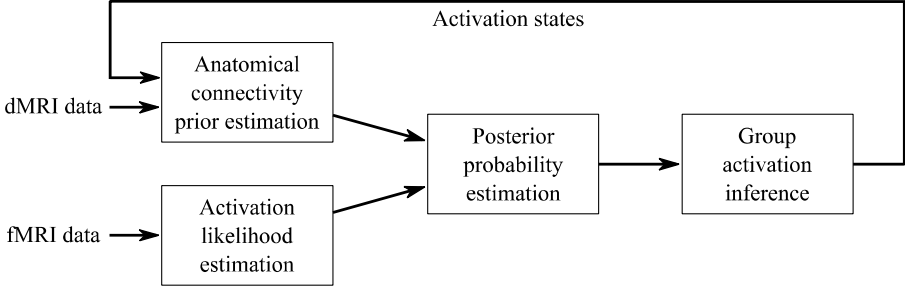 Activation states
dMRI data
Anatomical
connectivity
prior estimation
fMRI data
Activation
likelihood
estimation
Posterior
probability
estimation
Group
activation
inference